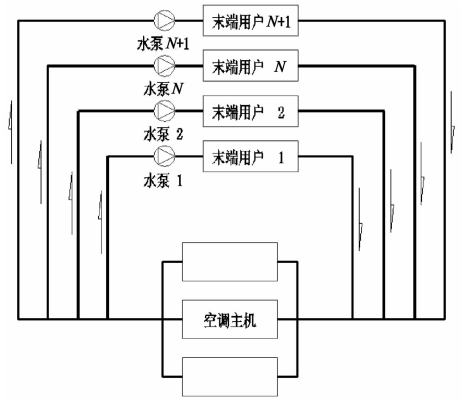 末端用户 N+1
水泵 N+1
末端用户 N
水泵 N
末端用户 2
水泵 2
末端用户 1
水泵 1
空调主机